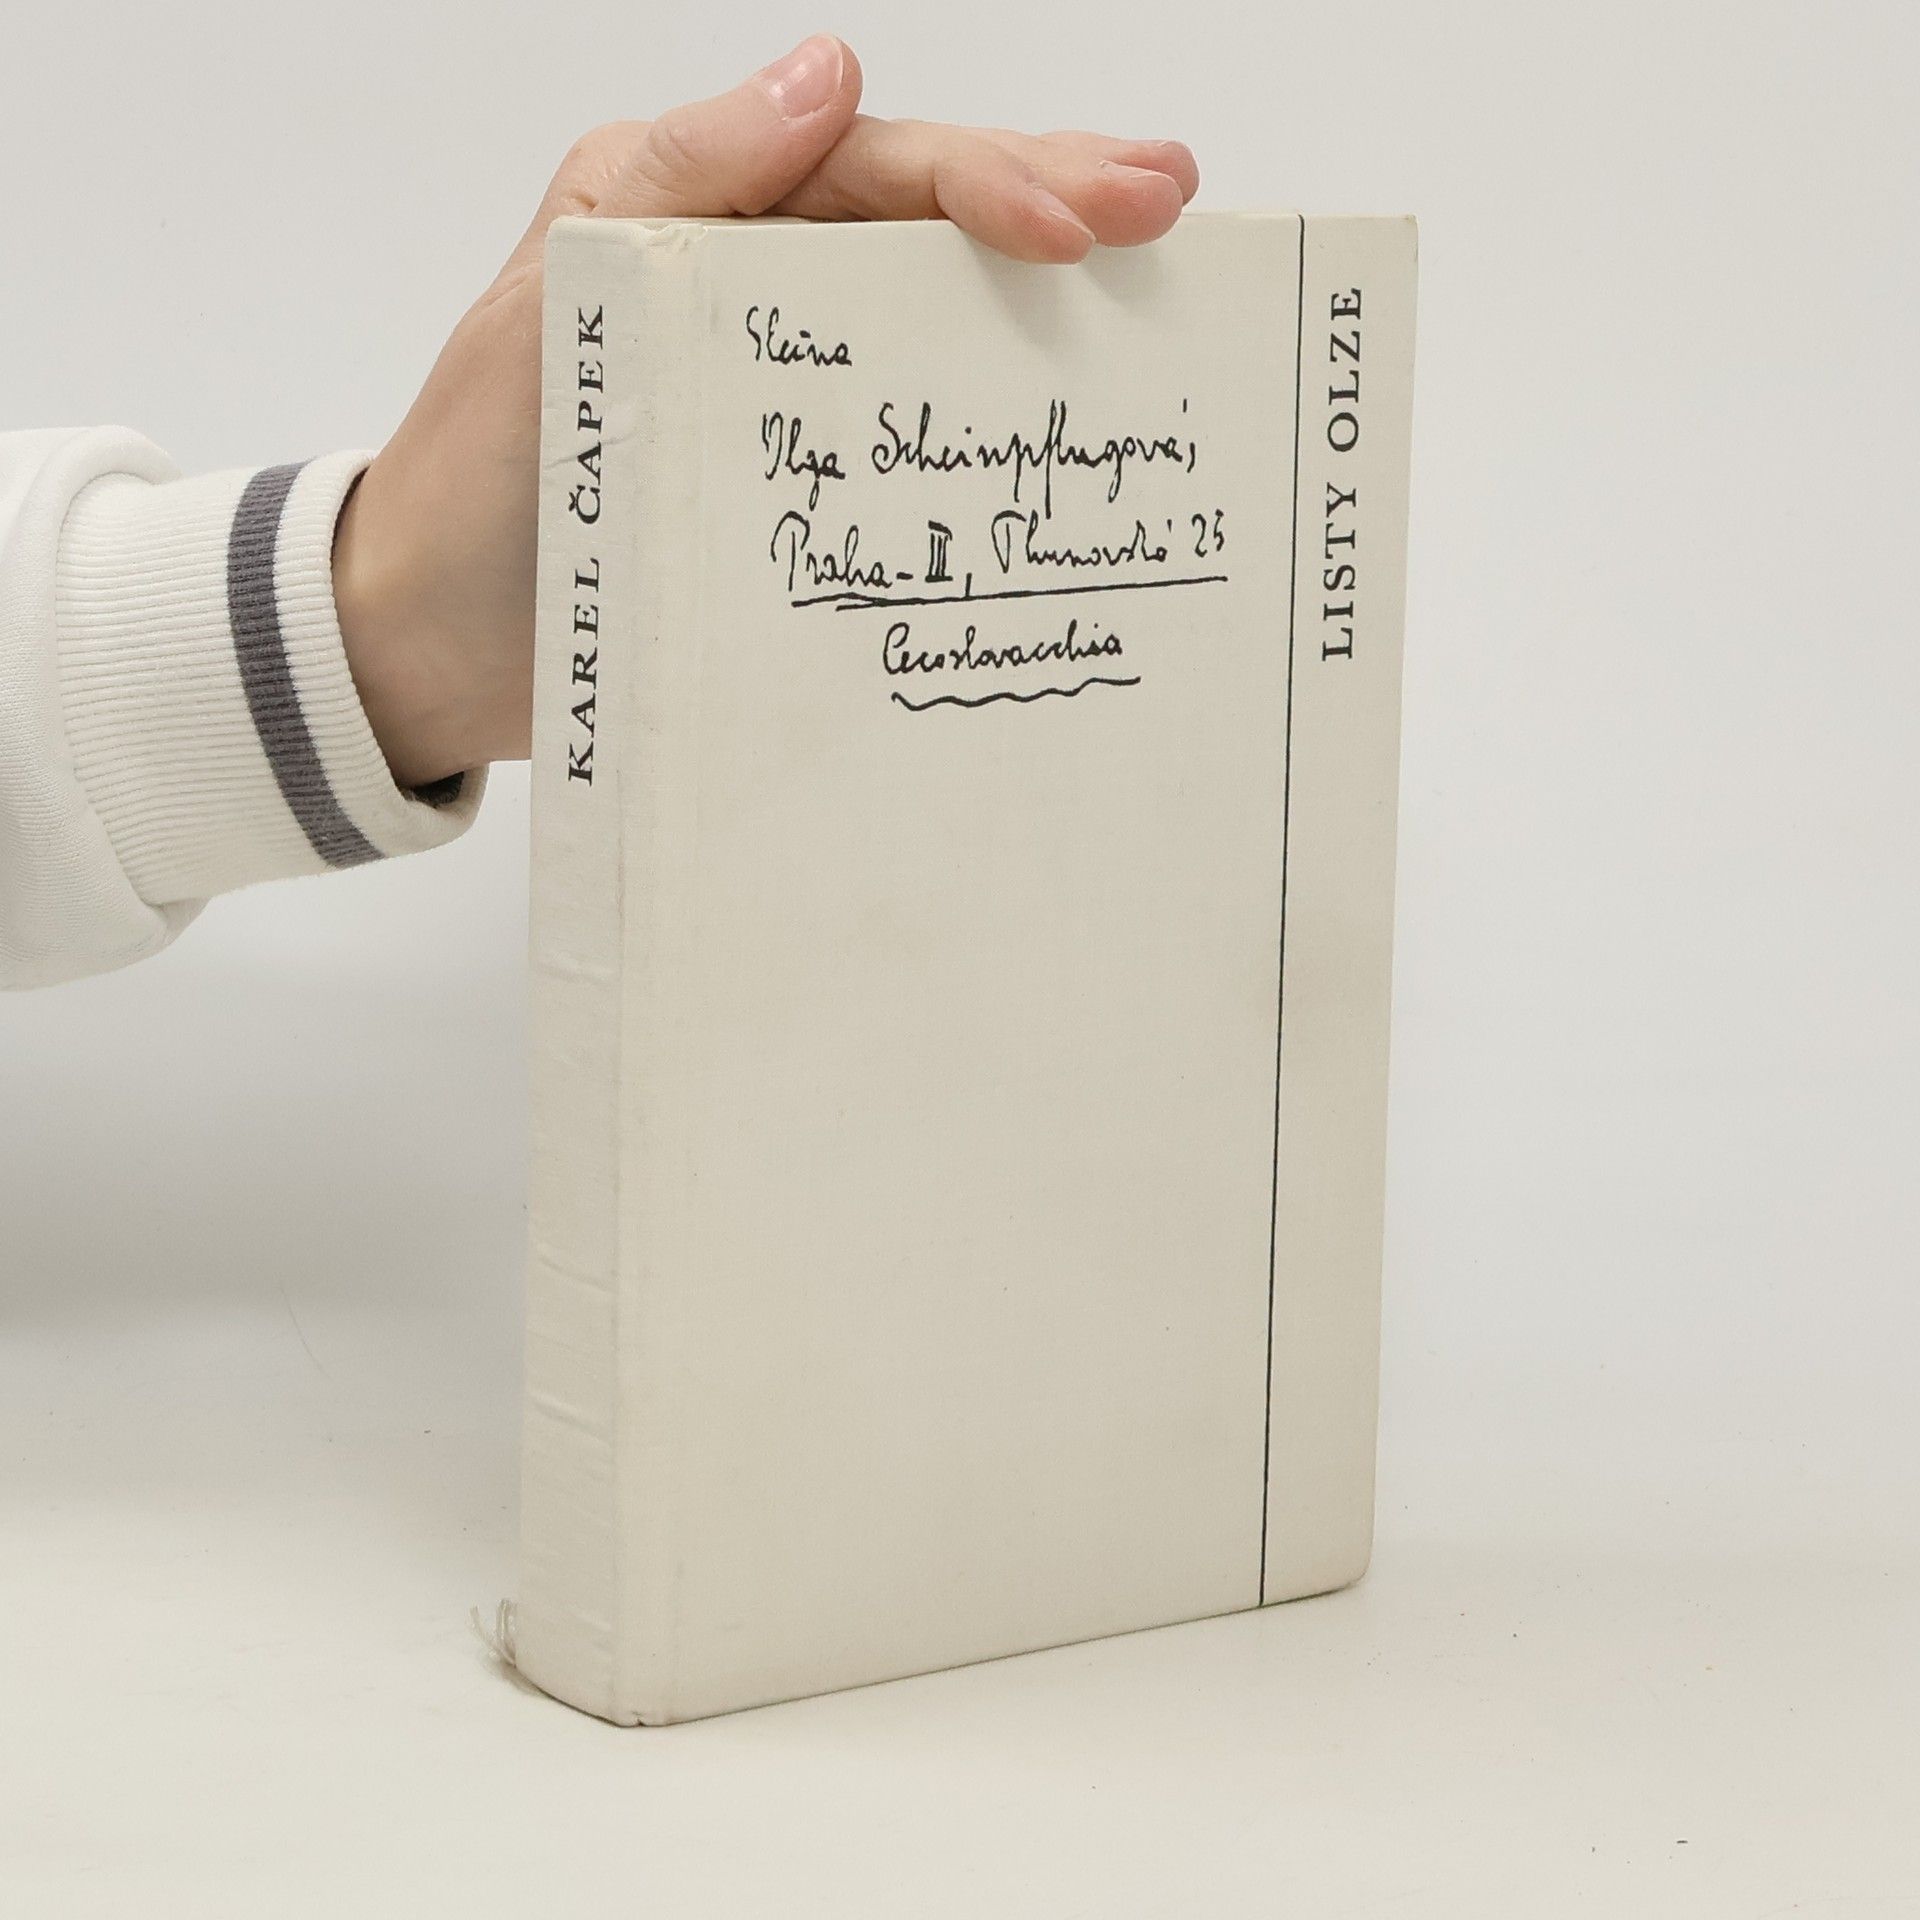 KAREL ČAPEK
Slečna
Olga Scheinpflugová,
Praha-III, Thunovská 25
Cecoslovacchia
LISTY OLZE